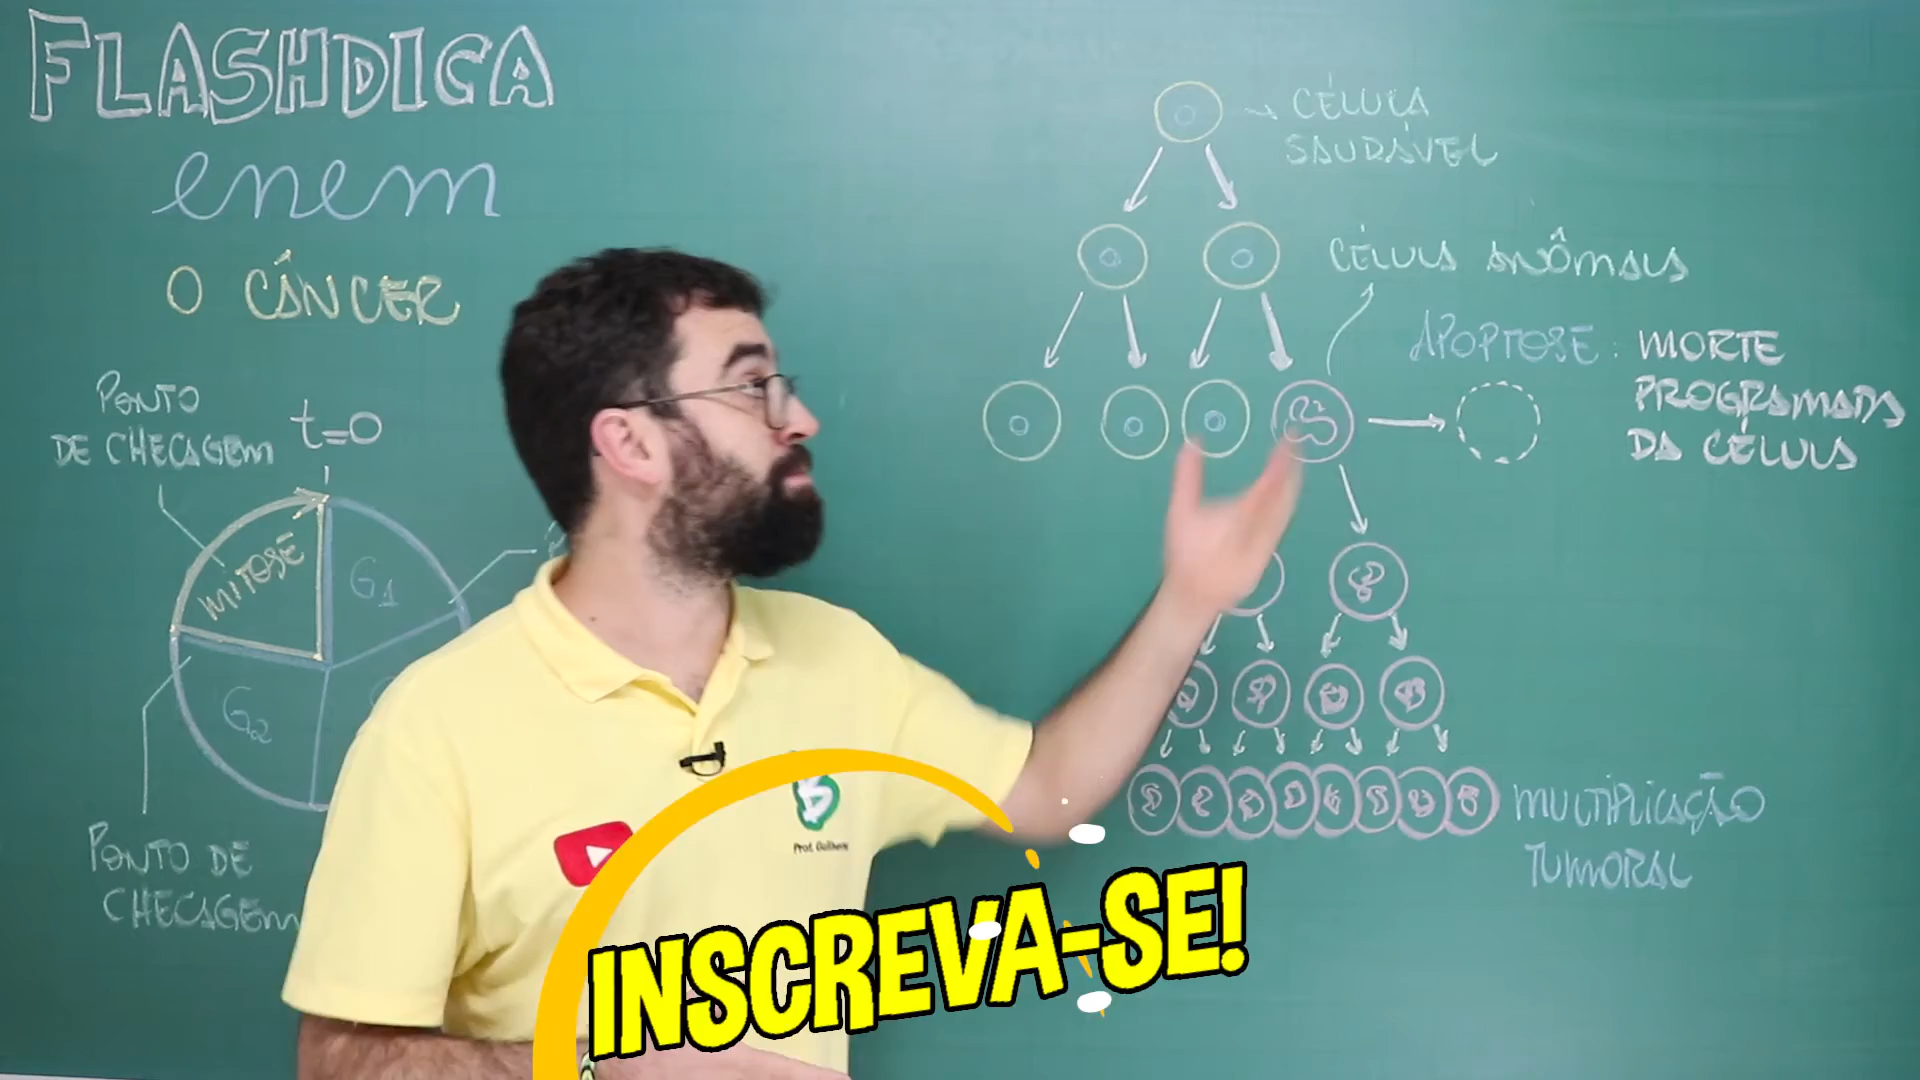 FLASHDICA
enem
O CÂNCER
PONTO
DE CHECAGEM
t=0
MITOSE
G1
G2
PONTO DE
CHECAGEM
CÉLULA
SAUDÁVEL
CÉLULA ANÔMALA
APOPTOSE: MORTE
PROGRAMADA
DA CÉLULA
MULTIPLICAÇÃO
TUMORAL
Prof. Guilherme
INSCREVA-SE!